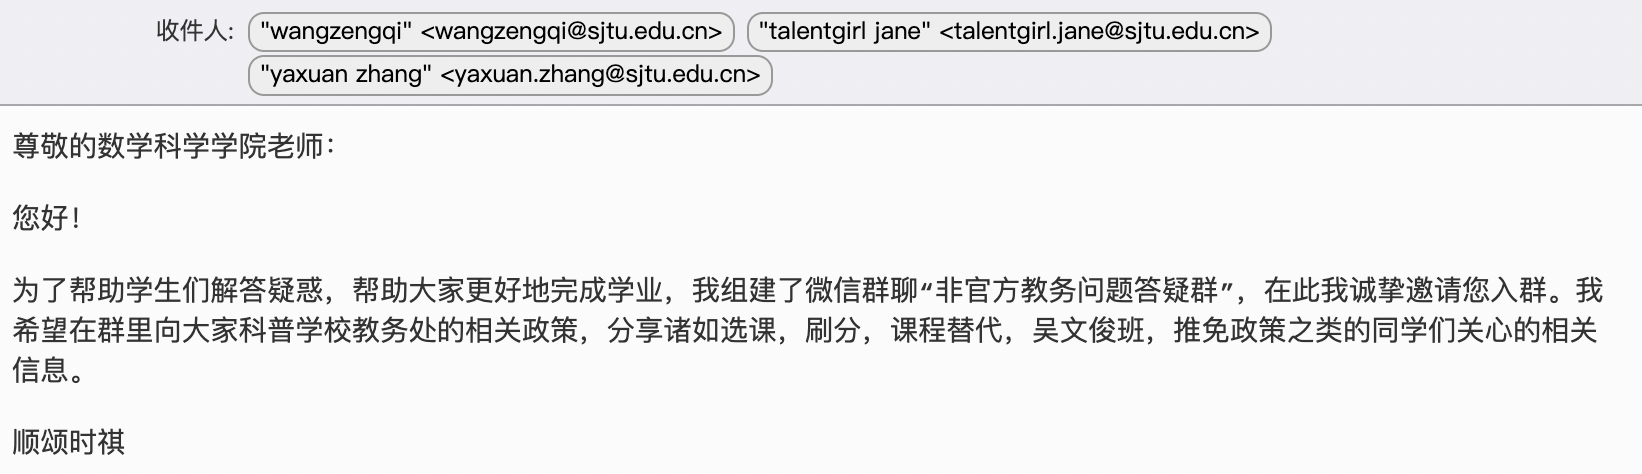 收件人: "wangzengqi" <wangzengqi@sjtu.edu.cn> "talentgirl jane" <talentgirl.jane@sjtu.edu.cn>
"yaxuan zhang" <yaxuan.zhang@sjtu.edu.cn>
尊敬的数学科学学院老师：
您好！
为了帮助学生们解答疑惑，帮助大家更好地完成学业，我组建了微信群聊“非官方教务问题答疑群”，在此我诚挚邀请您入群。我
希望在群里向大家科普学校教务处的相关政策，分享诸如选课，刷分，课程替代，吴文俊班，推免政策之类的同学们关心的相关
信息。
顺颂时祺